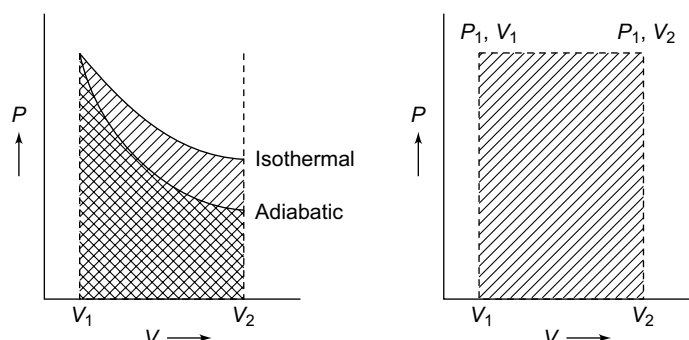 P
Isothermal
Adiabatic
V1 V2
V
P1, V1 P1, V2
P
V1 V2
V